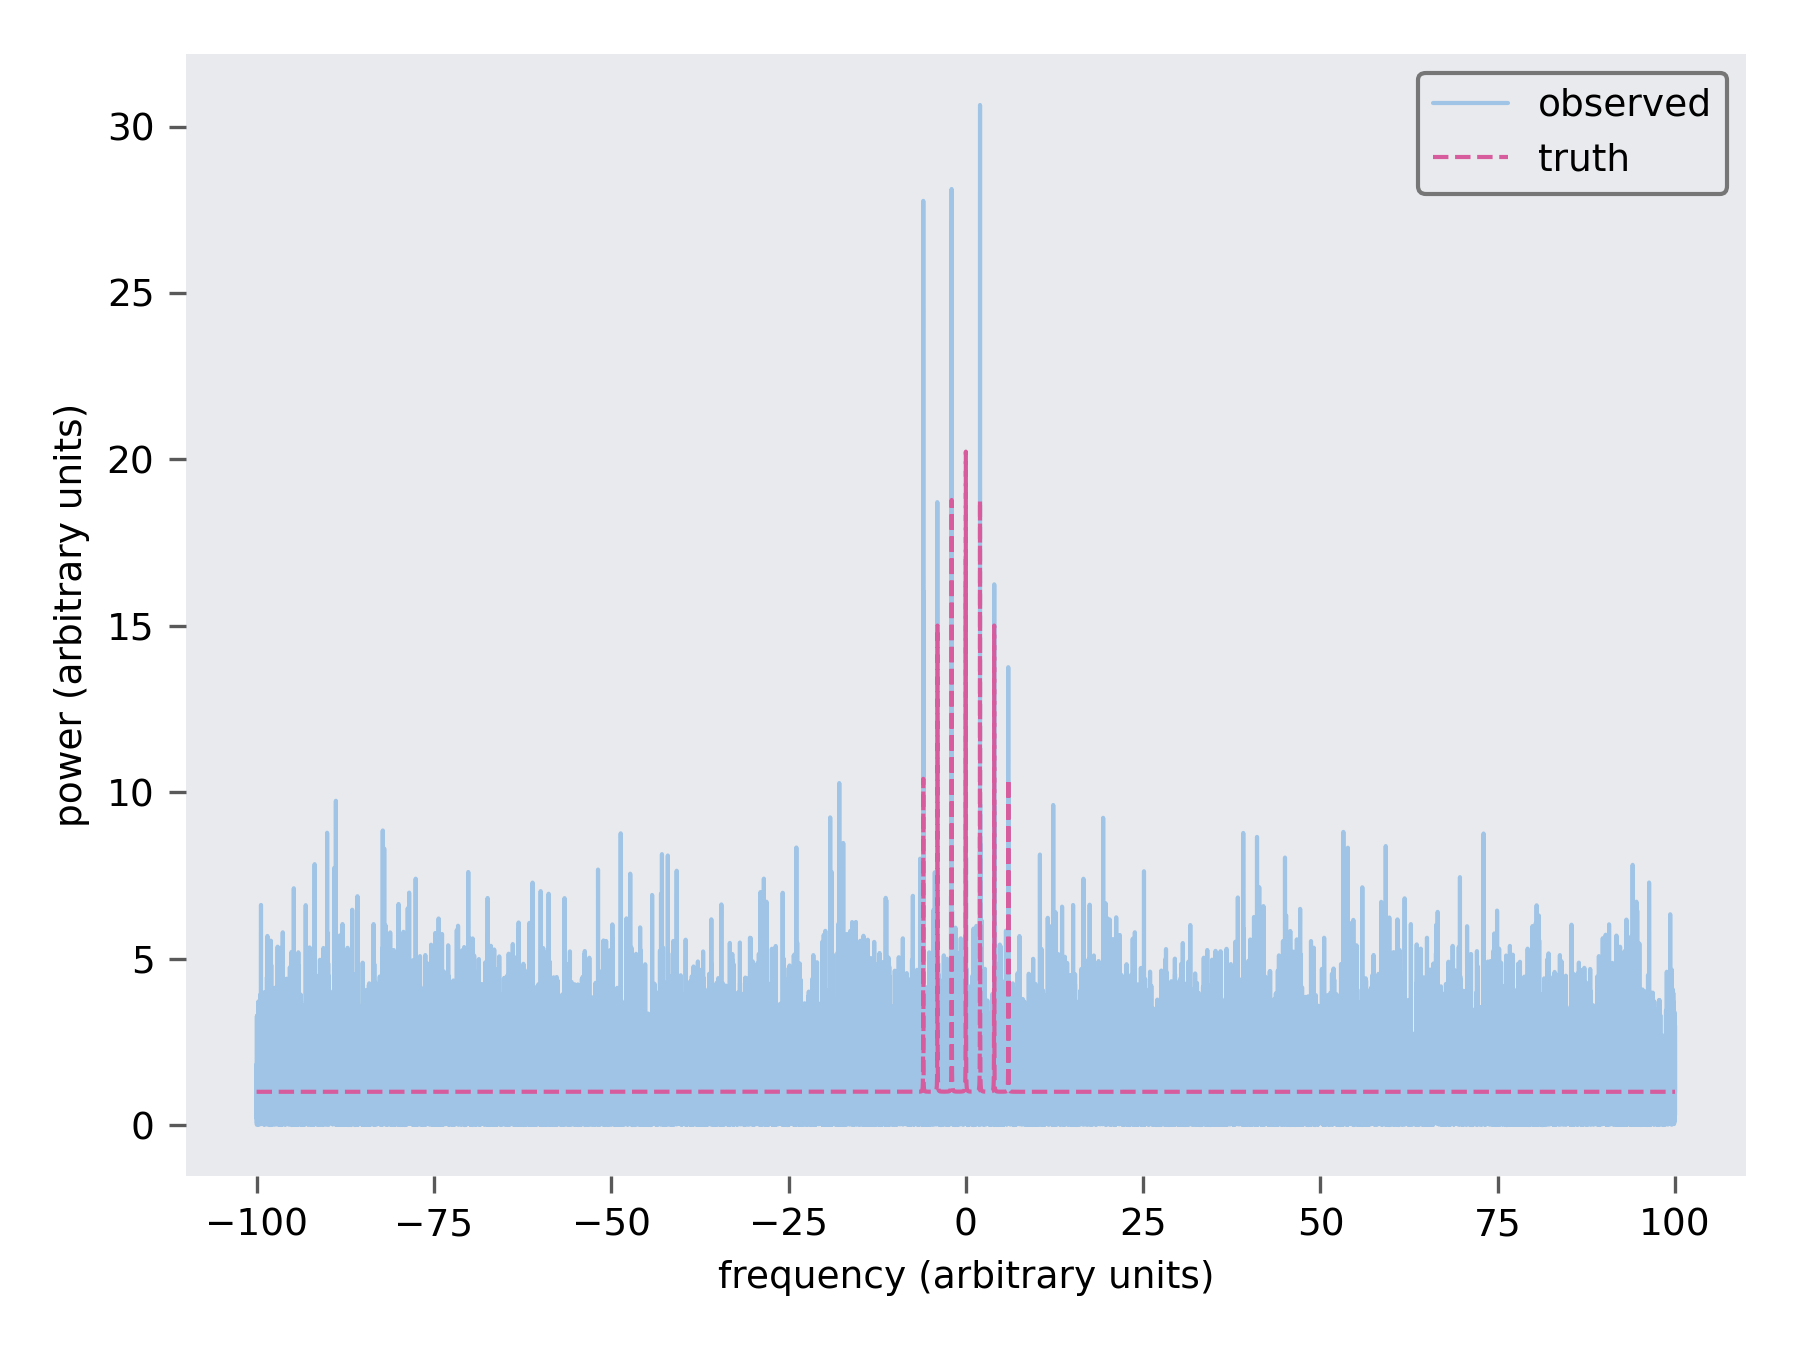 observed
truth
30
25
20
15
10
5
0
power (arbitrary units)
−100 −75 −50 −25 0 25 50 75 100
frequency (arbitrary units)